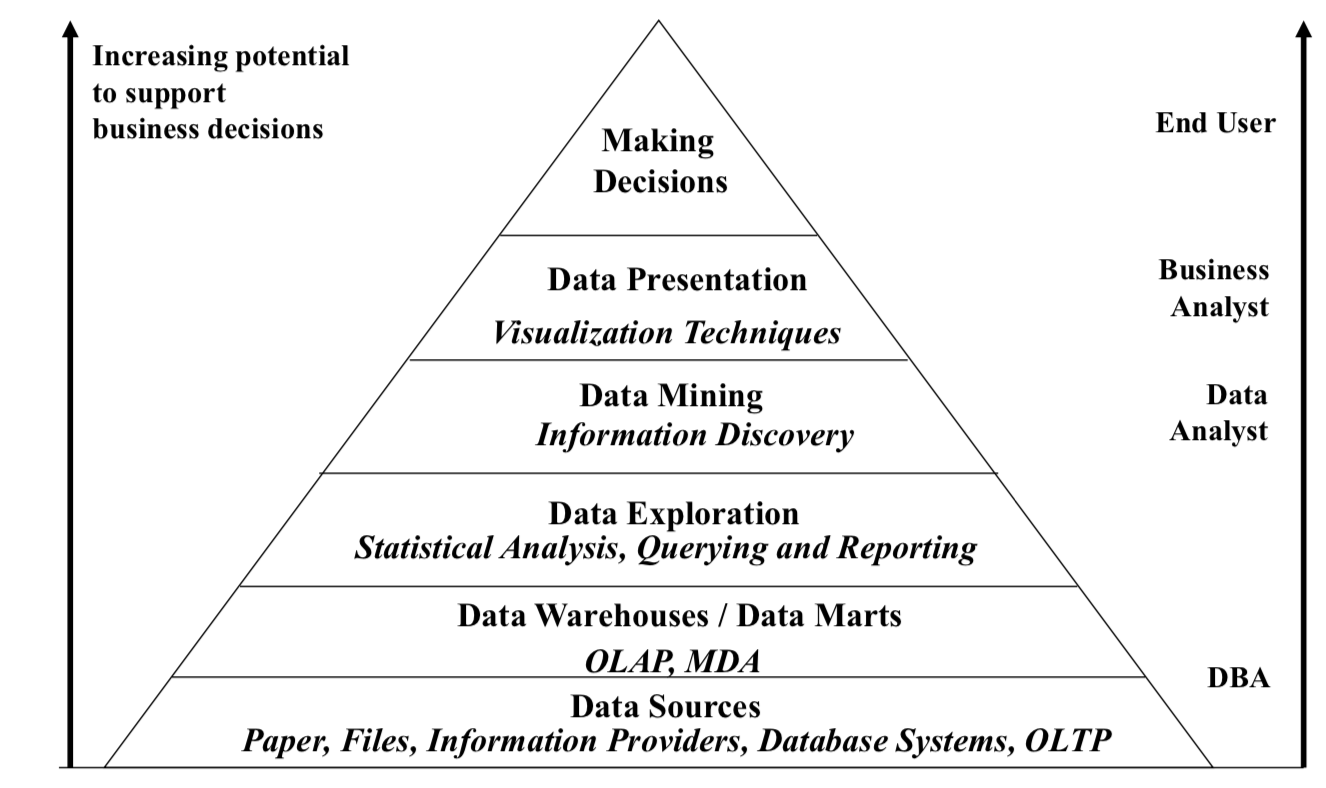 Increasing potential
to support
business decisions
End User
Making
Decisions
Business
Analyst
Data Presentation
Visualization Techniques
Data
Analyst
Data Mining
Information Discovery
Data Exploration
Statistical Analysis, Querying and Reporting
Data Warehouses / Data Marts
OLAP, MDA
DBA
Data Sources
Paper, Files, Information Providers, Database Systems, OLTP